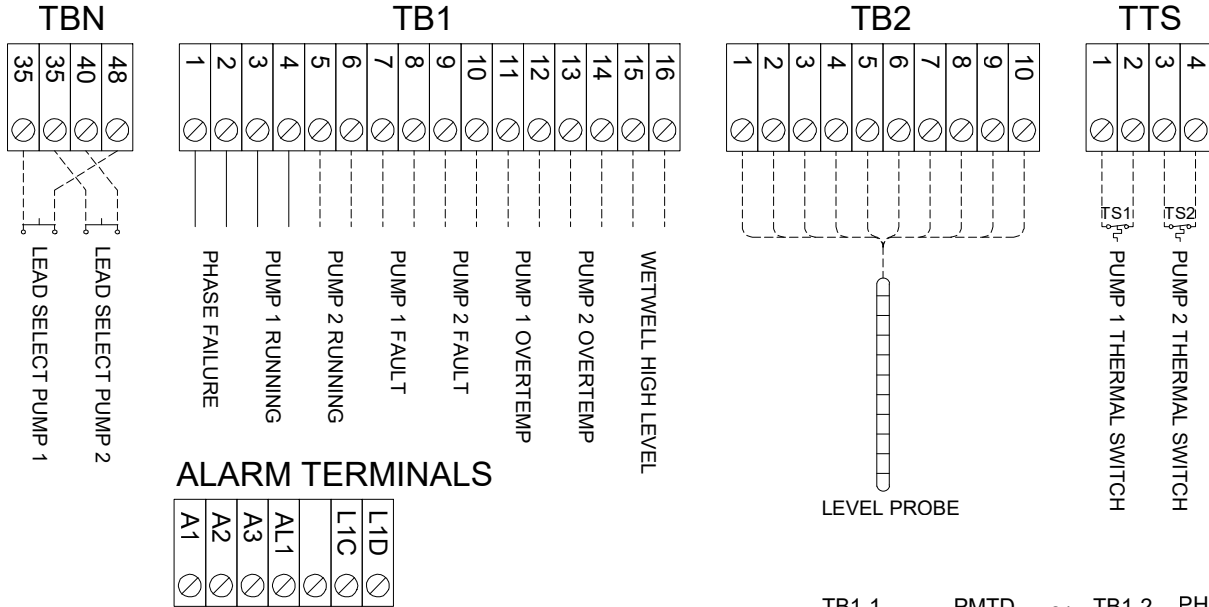 TBN
TB1
TB2
TTS
35 35 40 48
1 2 3 4 5 6 7 8 9 10 11 12 13 14 15 16
1 2 3 4 5 6 7 8 9 10
1 2 3 4
TS1 TS2
LEAD SELECT PUMP 1
LEAD SELECT PUMP 2
PHASE FAILURE
PUMP 1 RUNNING
PUMP 2 RUNNING
PUMP 1 FAULT
PUMP 2 FAULT
PUMP 1 OVERTEMP
PUMP 2 OVERTEMP
WETWELL HIGH LEVEL
LEVEL PROBE
PUMP 1 THERMAL SWITCH
PUMP 2 THERMAL SWITCH
ALARM TERMINALS
A1 A2 A3 AL1 L1C L1D